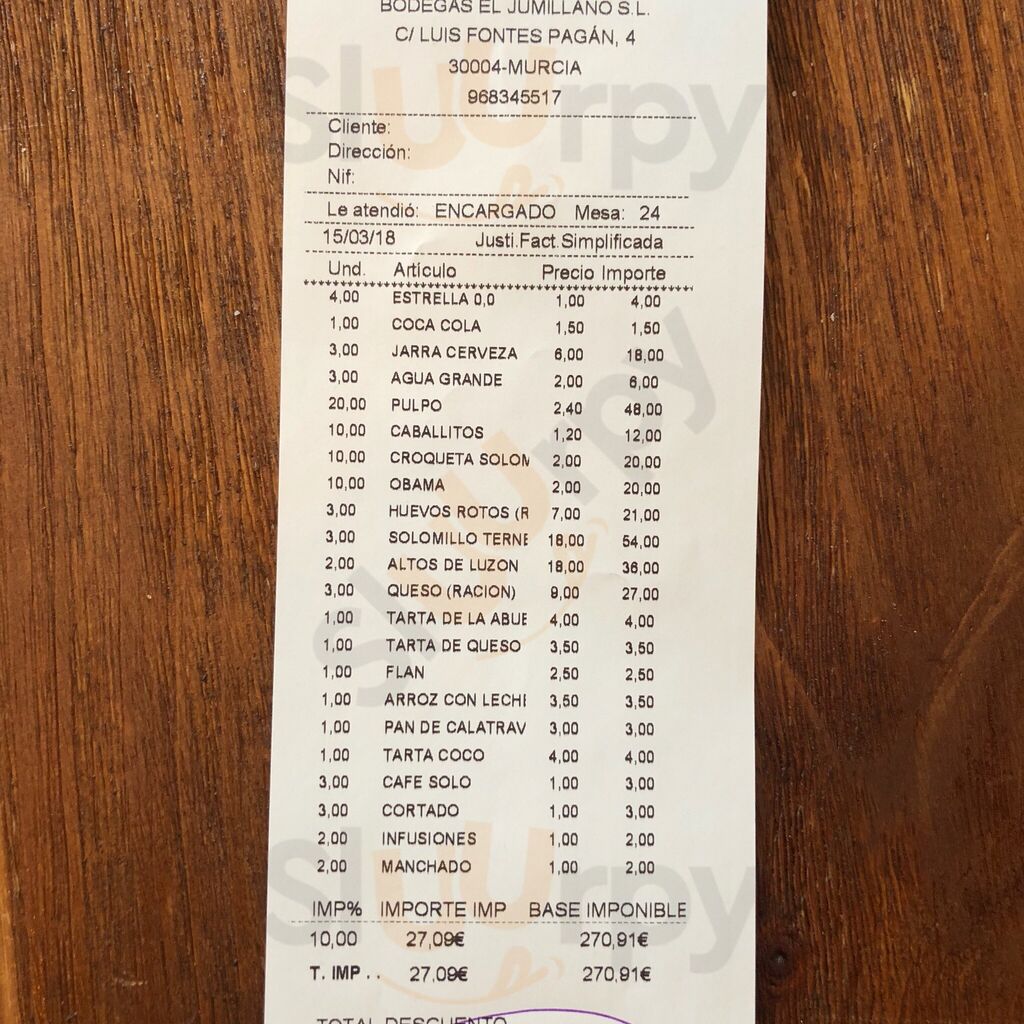 BODEGAS EL JUMILLANO S.L.
C/ LUIS FONTES PAGÁN, 4
30004-MURCIA
968345517
Cliente:
Dirección:
Nif:
Le atendió: ENCARGADO Mesa: 24
15/03/18 Justi.Fact.Simplificada
Und. Artículo Precio Importe
4,00 ESTRELLA 0,0 1,00 4,00
1,00 COCA COLA 1,50 1,50
3,00 JARRA CERVEZA 6,00 18,00
3,00 AGUA GRANDE 2,00 6,00
20,00 PULPO 2,40 48,00
10,00 CABALLITOS 1,20 12,00
10,00 CROQUETA SOLOM 2,00 20,00
10,00 OBAMA 2,00 20,00
3,00 HUEVOS ROTOS (R 7,00 21,00
3,00 SOLOMILLO TERNE 18,00 54,00
2,00 ALTOS DE LUZON 18,00 36,00
3,00 QUESO (RACION) 9,00 27,00
1,00 TARTA DE LA ABUE 4,00 4,00
1,00 TARTA DE QUESO 3,50 3,50
1,00 FLAN 2,50 2,50
1,00 ARROZ CON LECHE 3,50 3,50
1,00 PAN DE CALATRAV 3,00 3,00
1,00 TARTA COCO 4,00 4,00
3,00 CAFE SOLO 1,00 3,00
3,00 CORTADO 1,00 3,00
2,00 INFUSIONES 1,00 2,00
2,00 MANCHADO 1,00 2,00
IMP% IMPORTE IMP BASE IMPONIBLE
10,00 27,09€ 270,91€
T. IMP . . 27,09€ 270,91€
TOTAL DESCUENTO
sluurpy
sluurpy
sluurpy